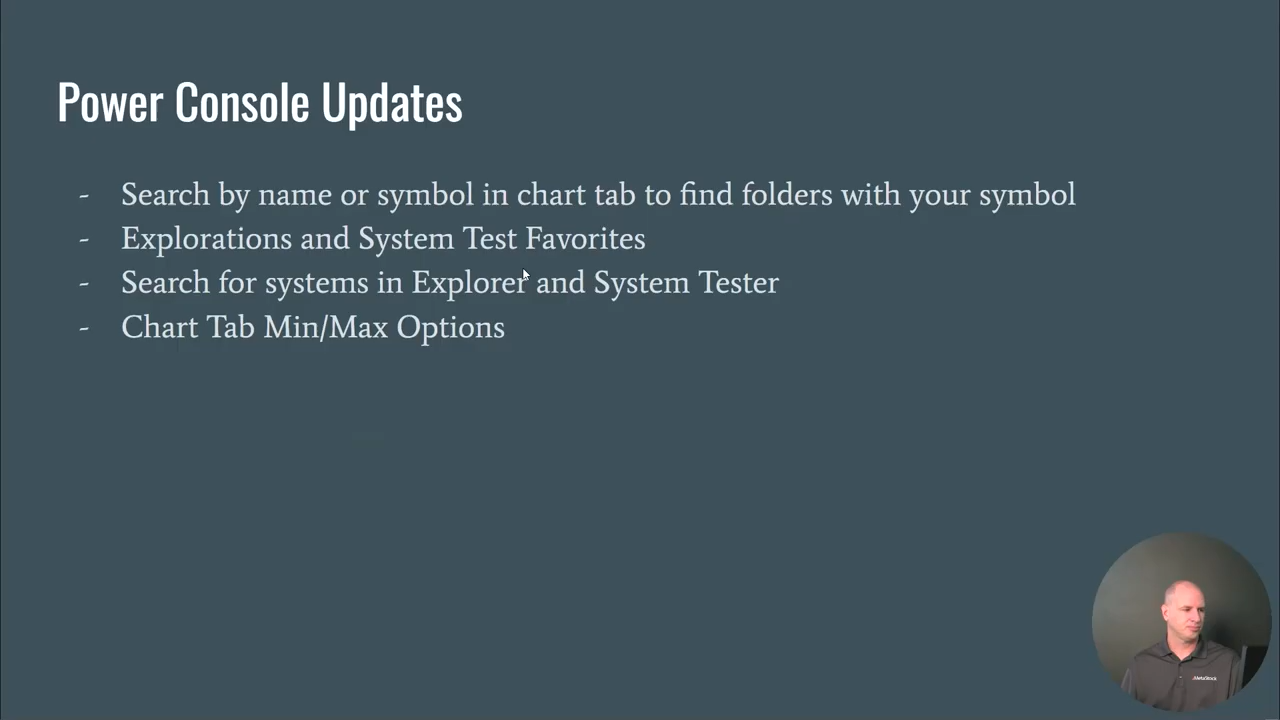 Power Console Updates
- Search by name or symbol in chart tab to find folders with your symbol
- Explorations and System Test Favorites
- Search for systems in Explorer and System Tester
- Chart Tab Min/Max Options
MetaStock